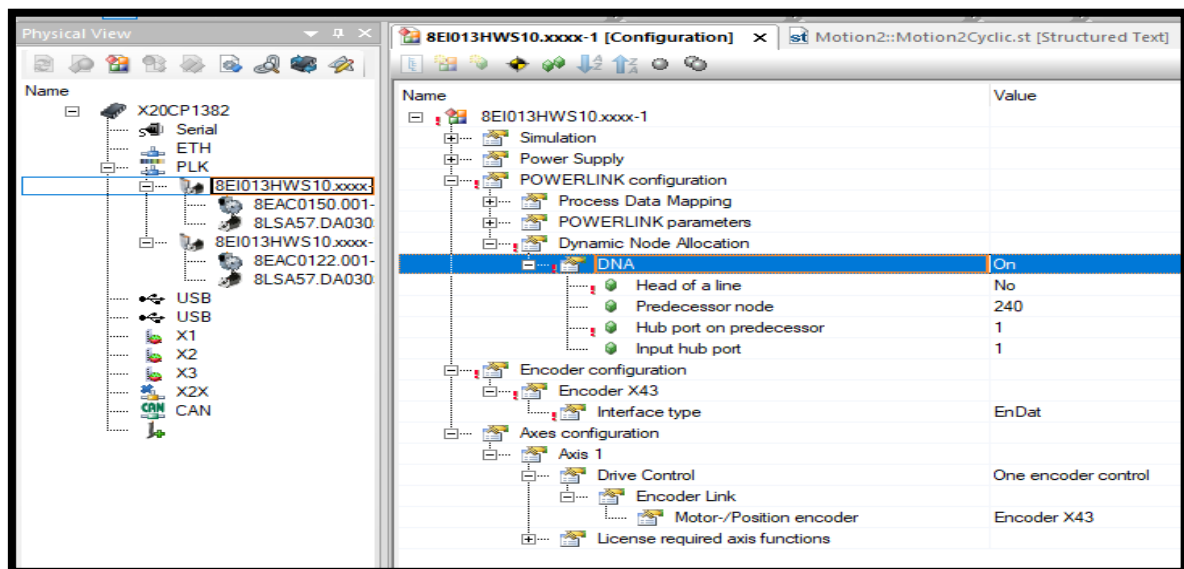 Physical View
Name
X20CP1382
Serial
ETH
PLK
8EI013HWS10.xxxx-
8EAC0150.001-
8LSA57.DA030
8EI013HWS10.xxxx-
8EAC0122.001-
8LSA57.DA030
USB
USB
X1
X2
X3
X2X
CAN CAN
8EI013HWS10.xxxx-1 [Configuration] st Motion2::Motion2Cyclic.st [Structured Text]
Name Value
8EI013HWS10.xxxx-1
Simulation
Power Supply
POWERLINK configuration
Process Data Mapping
POWERLINK parameters
Dynamic Node Allocation
DNA On
Head of a line No
Predecessor node 240
Hub port on predecessor 1
Input hub port 1
Encoder configuration
Encoder X43
Interface type EnDat
Axes configuration
Axis 1
Drive Control One encoder control
Encoder Link
Motor-/Position encoder Encoder X43
License required axis functions